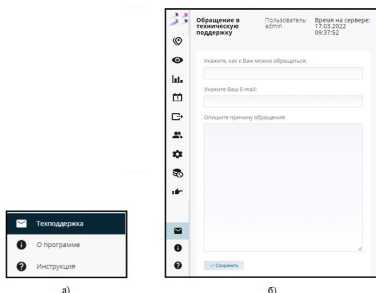 Обращение в
техническую
поддержку
Пользователь:
admin
Время на сервере:
17.03.2022
09:37:52
Укажите, как к Вам можно обращаться:
Укажите Ваш E-mail:
Опишите причину обращения:
✓ Сохранить
Техподдержка
О программе
Инструкция
а)
б)